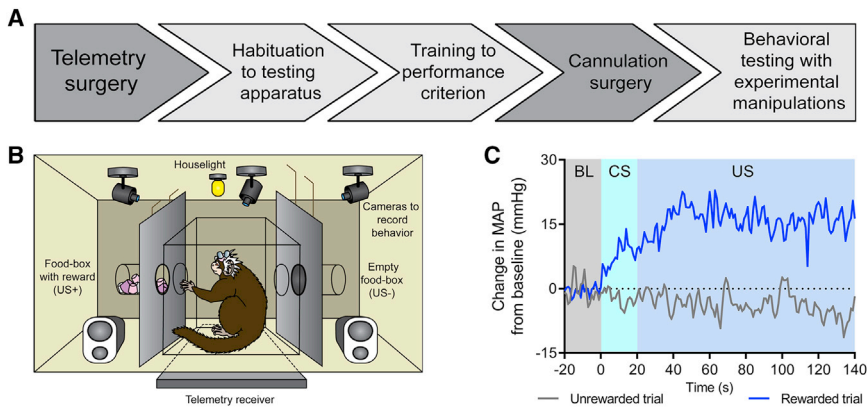 A
Telemetry
surgery
Habituation
to testing
apparatus
Training to
performance
criterion
Cannulation
surgery
Behavioral
testing with
experimental
manipulations
B
Houselight
Cameras to
record
behavior
Food-box
with reward
(US+)
Empty
food-box
(US-)
Telemetry receiver
C
BL
CS
US
Change in MAP
from baseline (mmHg)
30
15
0
-15
-20
0
20
40
60
80
100
120
140
Time (s)
Unrewarded trial
Rewarded trial